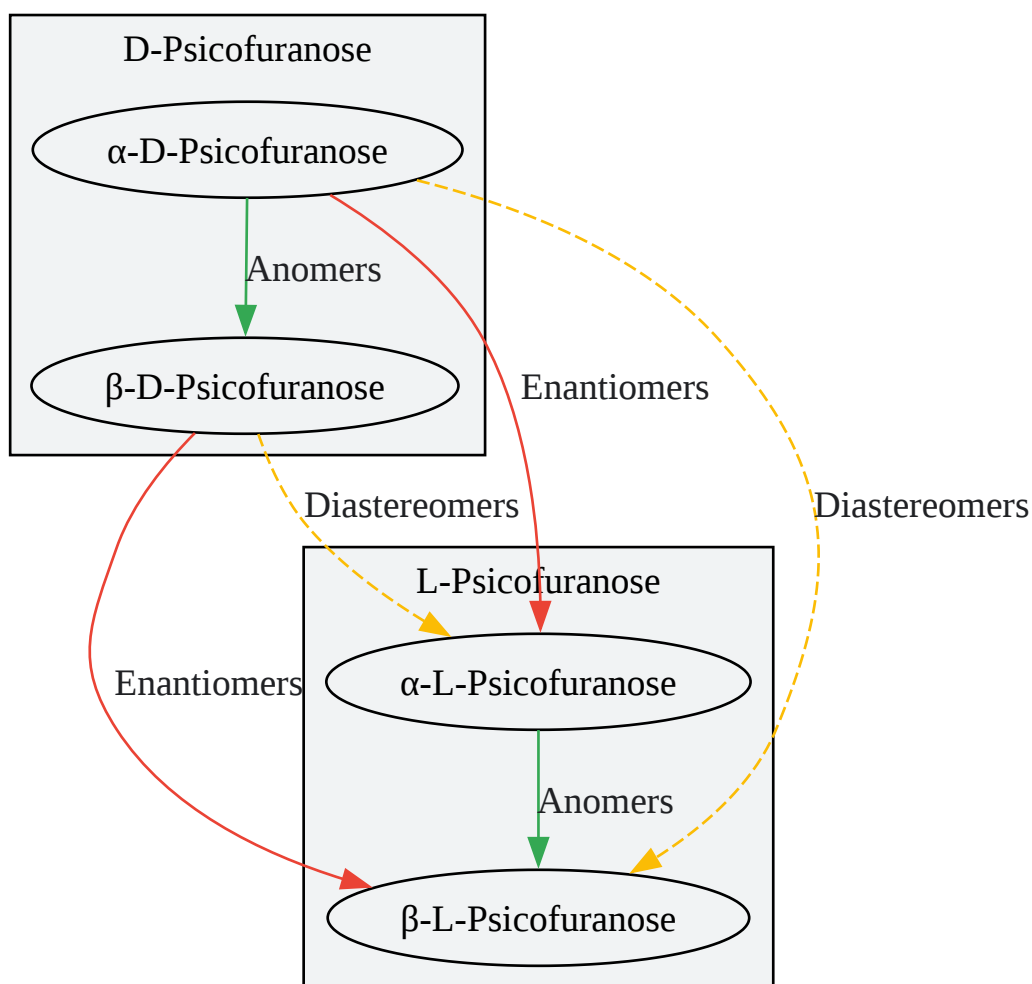 D-Psicofuranose
α-D-Psicofuranose
Anomers
β-D-Psicofuranose
Enantiomers
Diastereomers
Diastereomers
L-Psicofuranose
α-L-Psicofuranose
Enantiomers
Anomers
β-L-Psicofuranose